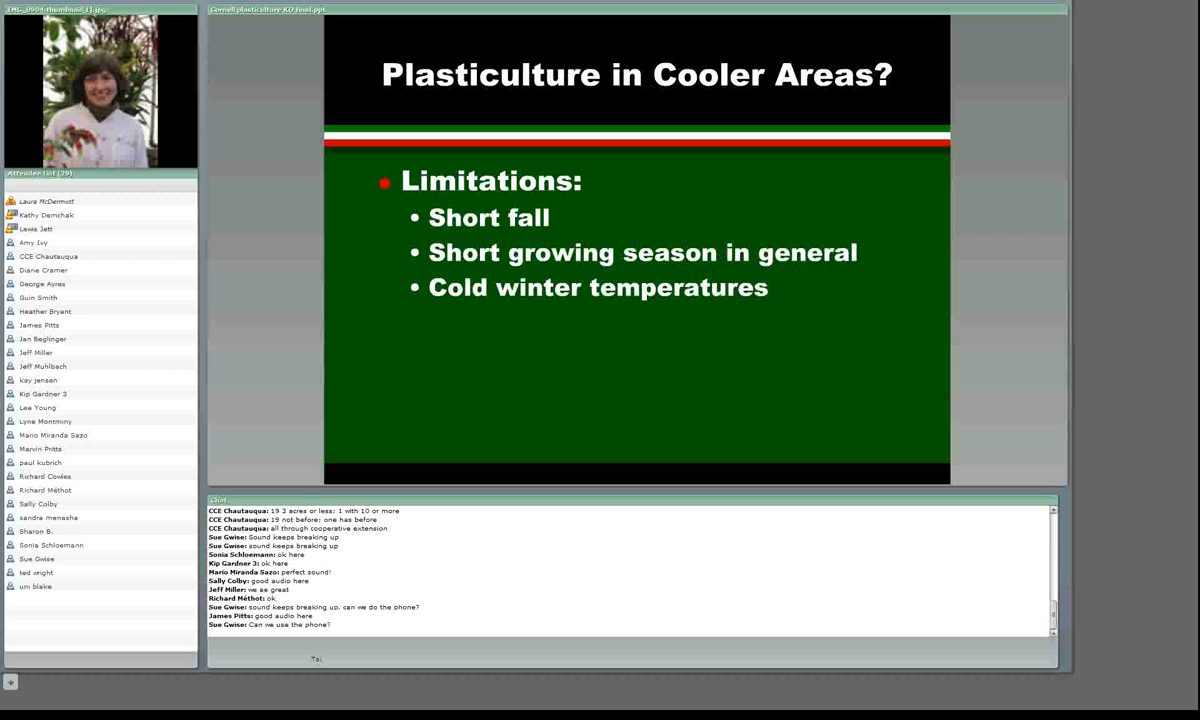 IMG_0904.thumbnail_1].jpg
Attendee List (29)
Laura McDermott
Kathy Demchak
Lewis Jett
Amy Ivy
CCE Chautauqua
Diane Cramer
George Ayres
Guin Smith
Heather Bryant
James Pitts
Jan Beglinger
Jeff Miller
Jeff Muhlbach
kay jensen
Kip Gardner 3
Lee Young
Lyne Montminy
Mario Miranda Sazo
Marvin Pritts
paul kubrich
Richard Cowles
Richard Méthot
Sally Colby
sandra menasha
Sharon B.
Sonia Schloemann
Sue Gwise
ted wright
um blake
Cornell plasticulture KD final.ppt
Plasticulture in Cooler Areas?
• Limitations:
• Short fall
• Short growing season in general
• Cold winter temperatures
Chat
CCE Chautauqua: 19 3 acres or less; 1 with 10 or more
CCE Chautauqua: 19 not before; one has before
CCE Chautauqua: all through cooperative extension
Sue Gwise: Sound keeps breaking up
Sue Gwise: sound keeps breaking up
Sonia Schloemann: ok here
Kip Gardner 3: ok here
Mario Miranda Sazo: perfect sound!
Sally Colby: good audio here
Jeff Miller: we ae great
Richard Méthot: ok
Sue Gwise: sound keeps breaking up, can we do the phone?
James Pitts: good audio here
Sue Gwise: Can we use the phone?
To: